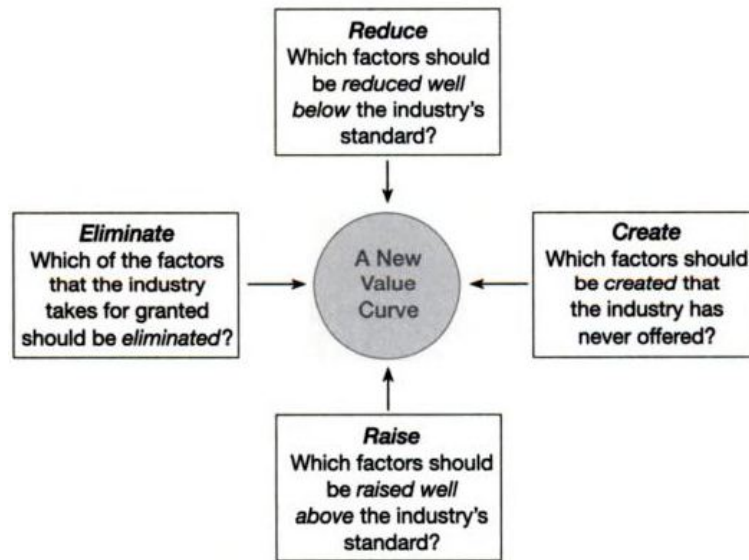 Reduce
Which factors should
be reduced well
below the industry's
standard?
Eliminate
Which of the factors
that the industry
takes for granted
should be eliminated?
A New
Value
Curve
Create
Which factors should
be created that
the industry has
never offered?
Raise
Which factors should
be raised well
above the industry's
standard?